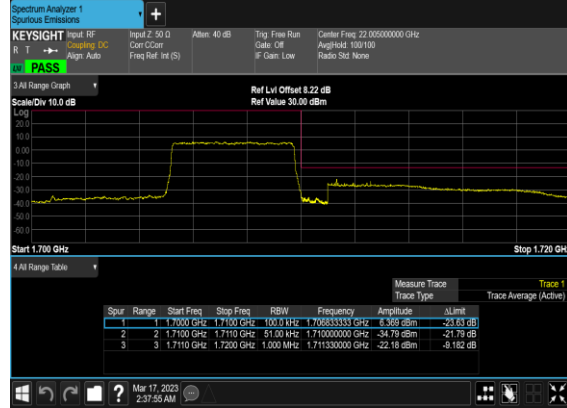 Spectrum Analyzer 1
Spurious Emissions
+
KEYSIGHT Input: RF Input Z: 50 Ω Atten: 40 dB Trig: Free Run Center Freq: 22.005000000 GHz
R T Coupling: DC Corr CCorr Gate: Off Avg|Hold: 100/100
Align: Auto Freq Ref: Int (S) IF Gain: Low Radio Std: None
PASS
3 All Range Graph
Ref Lvl Offset 8.22 dB
Scale/Div 10.0 dB Ref Value 30.00 dBm
Log
20.0
10.0
0.00
-10.0
-20.0
-30.0
-40.0
-50.0
-60.0
Start 1.700 GHz Stop 1.720 GH
4 All Range Table
Measure Trace Trace 1
Trace Type Trace Average (Active)
Spur Range Start Freq Stop Freq RBW Frequency Amplitude ΔLimit
1 1 1.7000 GHz 1.7100 GHz 100.0 kHz 1.706833333 GHz 6.369 dBm -23.63 dB
2 2 1.7100 GHz 1.7110 GHz 51.00 kHz 1.710000000 GHz -34.79 dBm -21.79 dB
3 3 1.7110 GHz 1.7200 GHz 1.000 MHz 1.711330000 GHz -22.18 dBm -9.182 dB
? Mar 17, 2023
2:37:55 AM